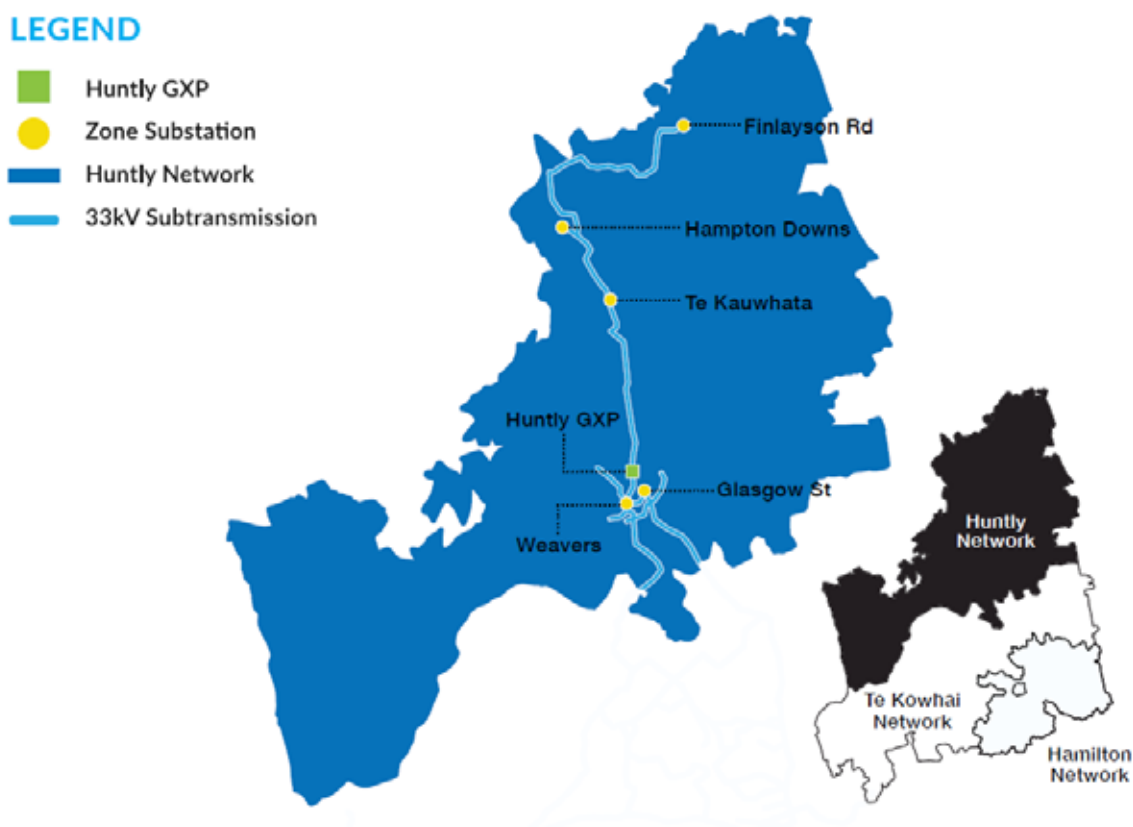 LEGEND
Huntly GXP
Zone Substation
Huntly Network
33kV Subtransmission
Finlayson Rd
Hampton Downs
Te Kauwhata
Huntly GXP
Glasgow St
Weavers
Huntly
Network
Te Kowhai
Network
Hamilton
Network